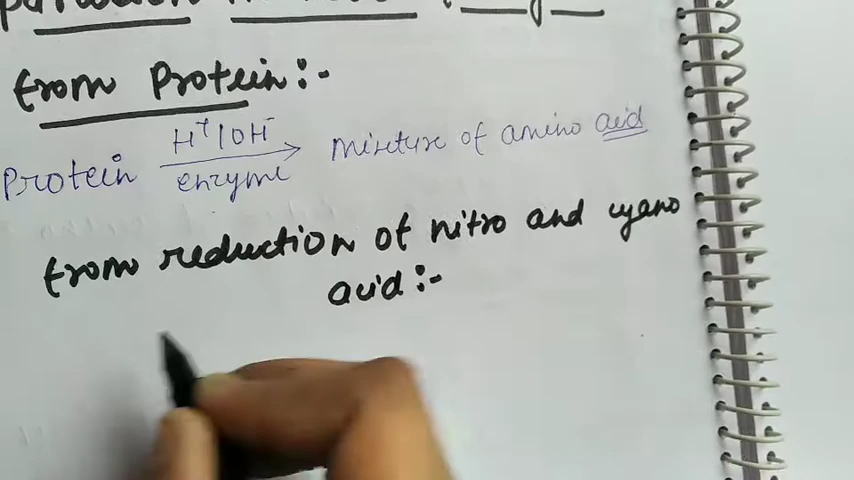 from Protein:-
H+/OH-
Protein → mixture of amino acid
enzyme
from reduction of nitro and cyano
acid:-